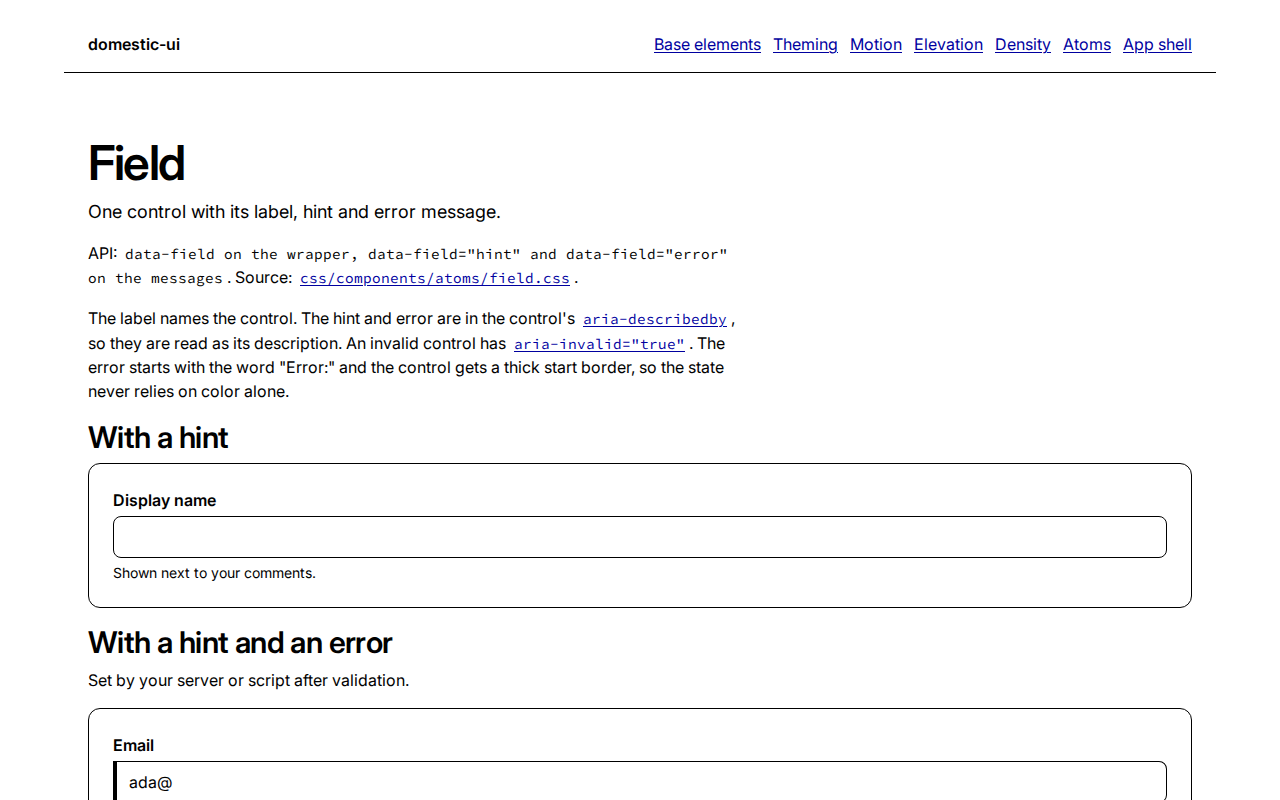 domestic-ui
Base elements Theming Motion Elevation Density Atoms App shell
Field
One control with its label, hint and error message.
API: data-field on the wrapper, data-field="hint" and data-field="error"
on the messages. Source: css/components/atoms/field.css.
The label names the control. The hint and error are in the control's aria-describedby,
so they are read as its description. An invalid control has aria-invalid="true". The
error starts with the word "Error:" and the control gets a thick start border, so the state
never relies on color alone.
With a hint
Display name
Shown next to your comments.
With a hint and an error
Set by your server or script after validation.
Email
ada@